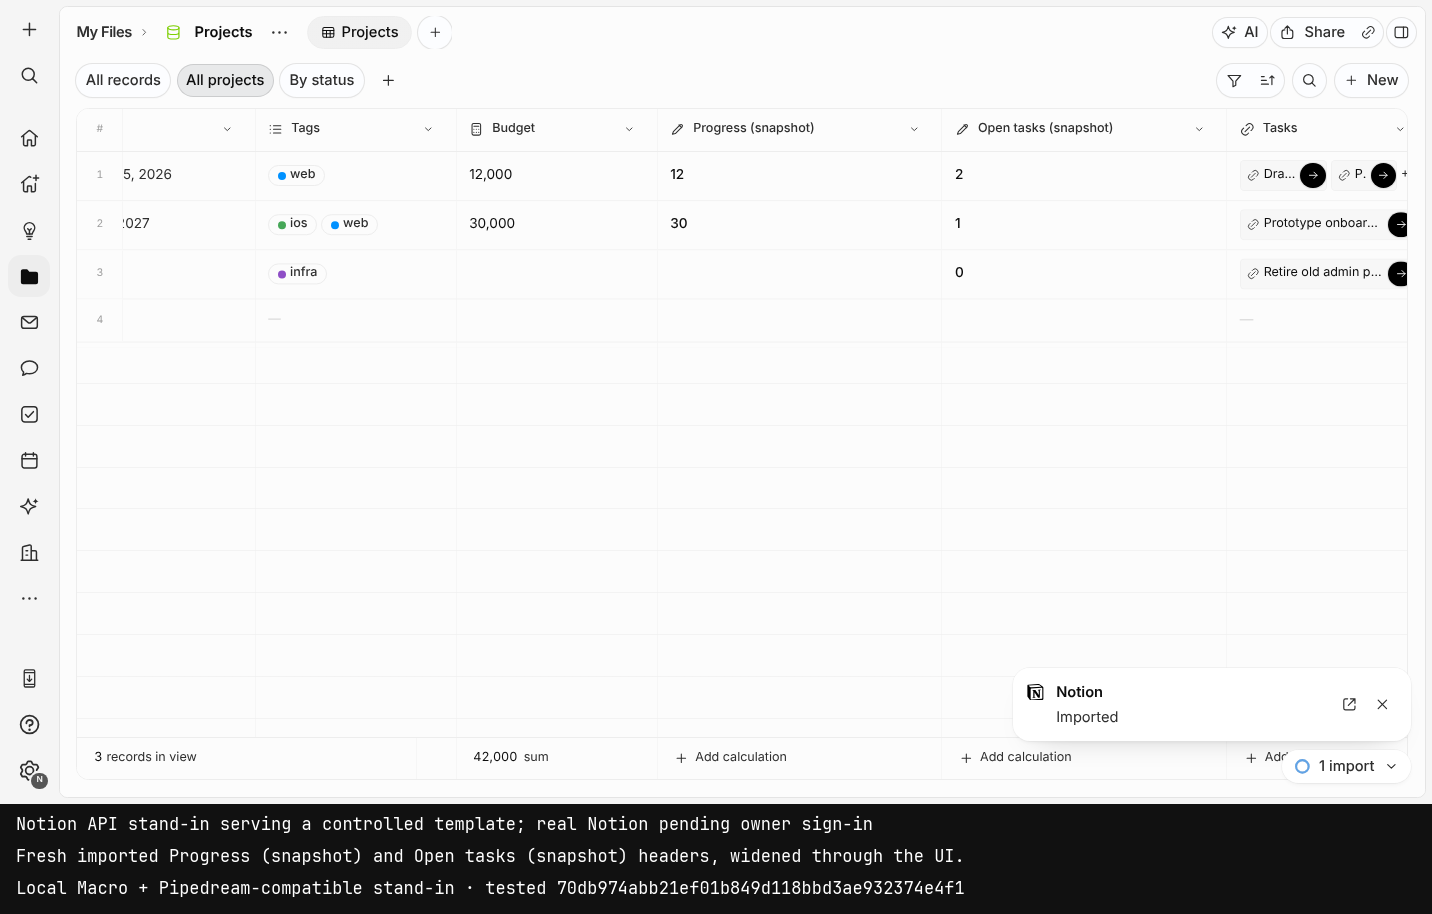 My Files
Projects
Projects
AI
Share
All records
All projects
By status
New
#
Tags
Budget
Progress (snapshot)
Open tasks (snapshot)
Tasks
1 5, 2026 web 12,000 12 2 Dra... P.
2 2027 ios web 30,000 30 1 Prototype onboar...
3 infra 0 Retire old admin p...
4 — —
Notion
Imported
3 records in view
42,000 sum
Add calculation
Add calculation
Add
1 import
N
Notion API stand-in serving a controlled template; real Notion pending owner sign-in
Fresh imported Progress (snapshot) and Open tasks (snapshot) headers, widened through the UI.
Local Macro + Pipedream-compatible stand-in · tested 70db974abb21ef01b849d118bbd3ae932374e4f1